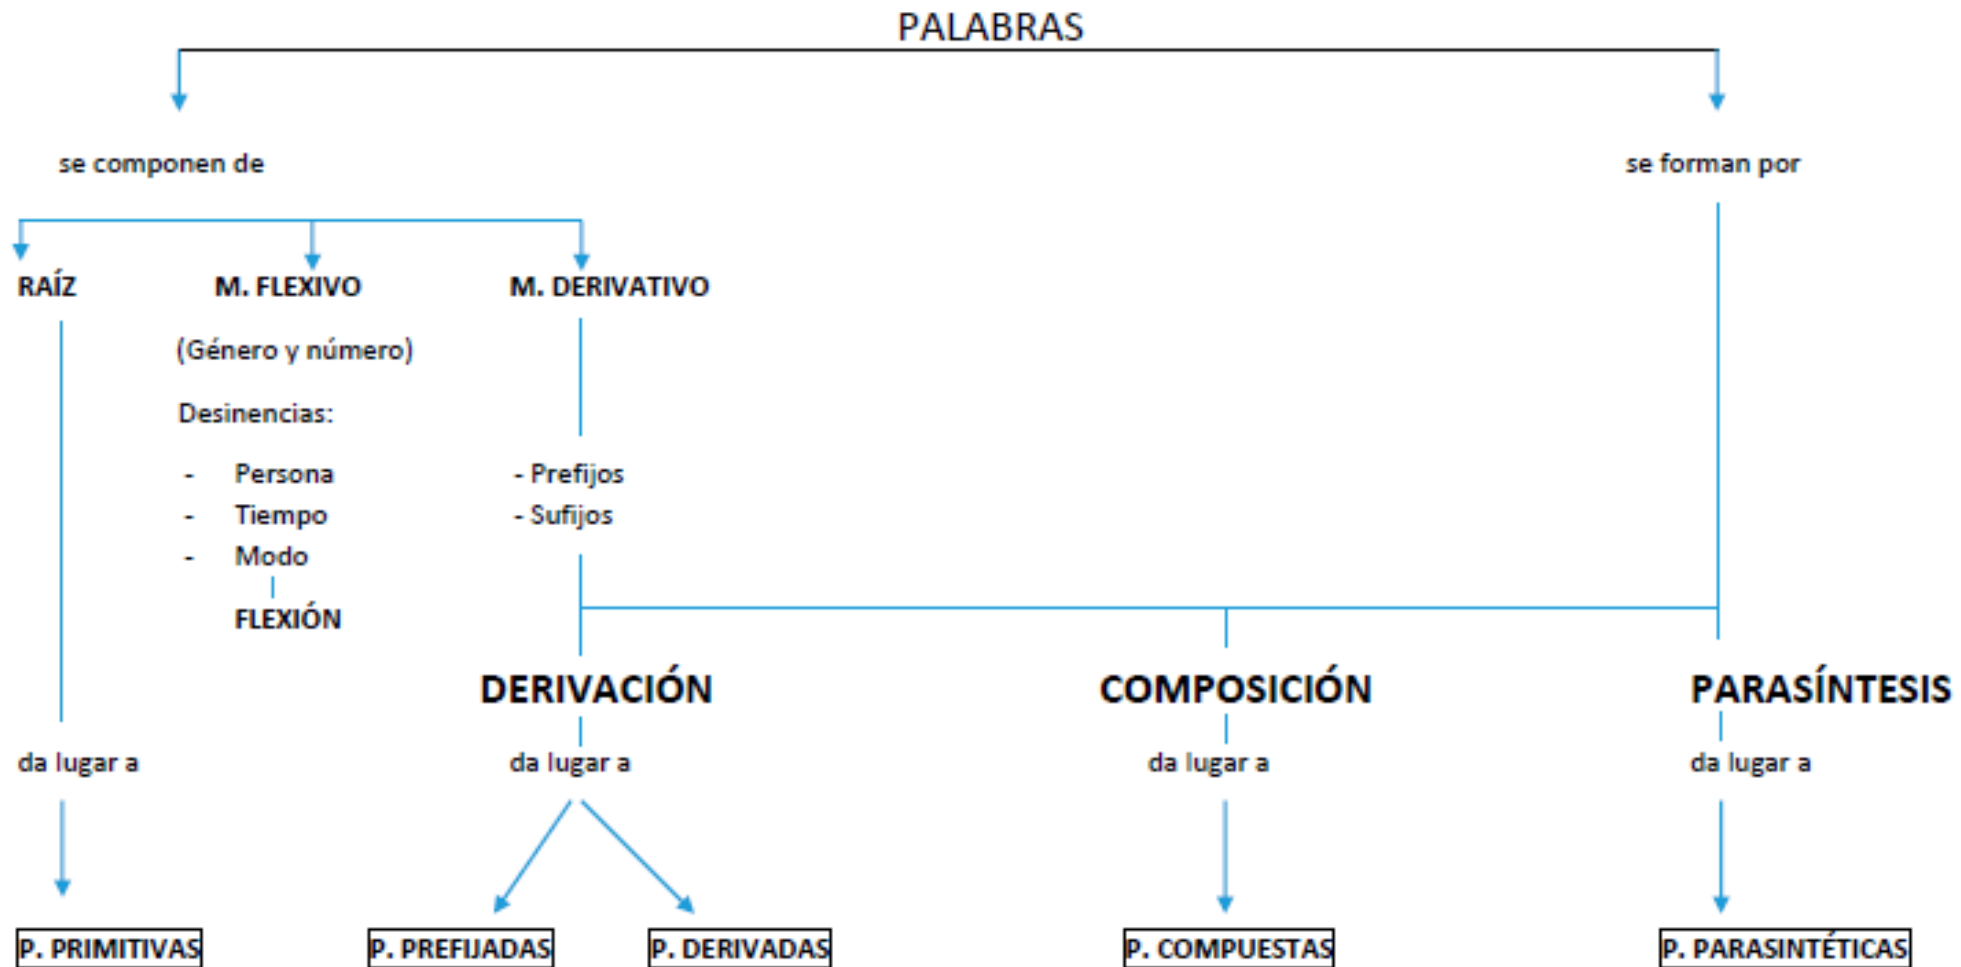 PALABRAS
se componen de
se forman por
RAÍZ
M. FLEXIVO
M. DERIVATIVO
(Género y número)
Desinencias:
- Persona
- Prefijos
- Tiempo
- Sufijos
- Modo
FLEXIÓN
DERIVACIÓN
COMPOSICIÓN
PARASÍNTESIS
da lugar a
da lugar a
da lugar a
da lugar a
P. PRIMITIVAS
P. PREFIJADAS
P. DERIVADAS
P. COMPUESTAS
P. PARASINTÉTICAS